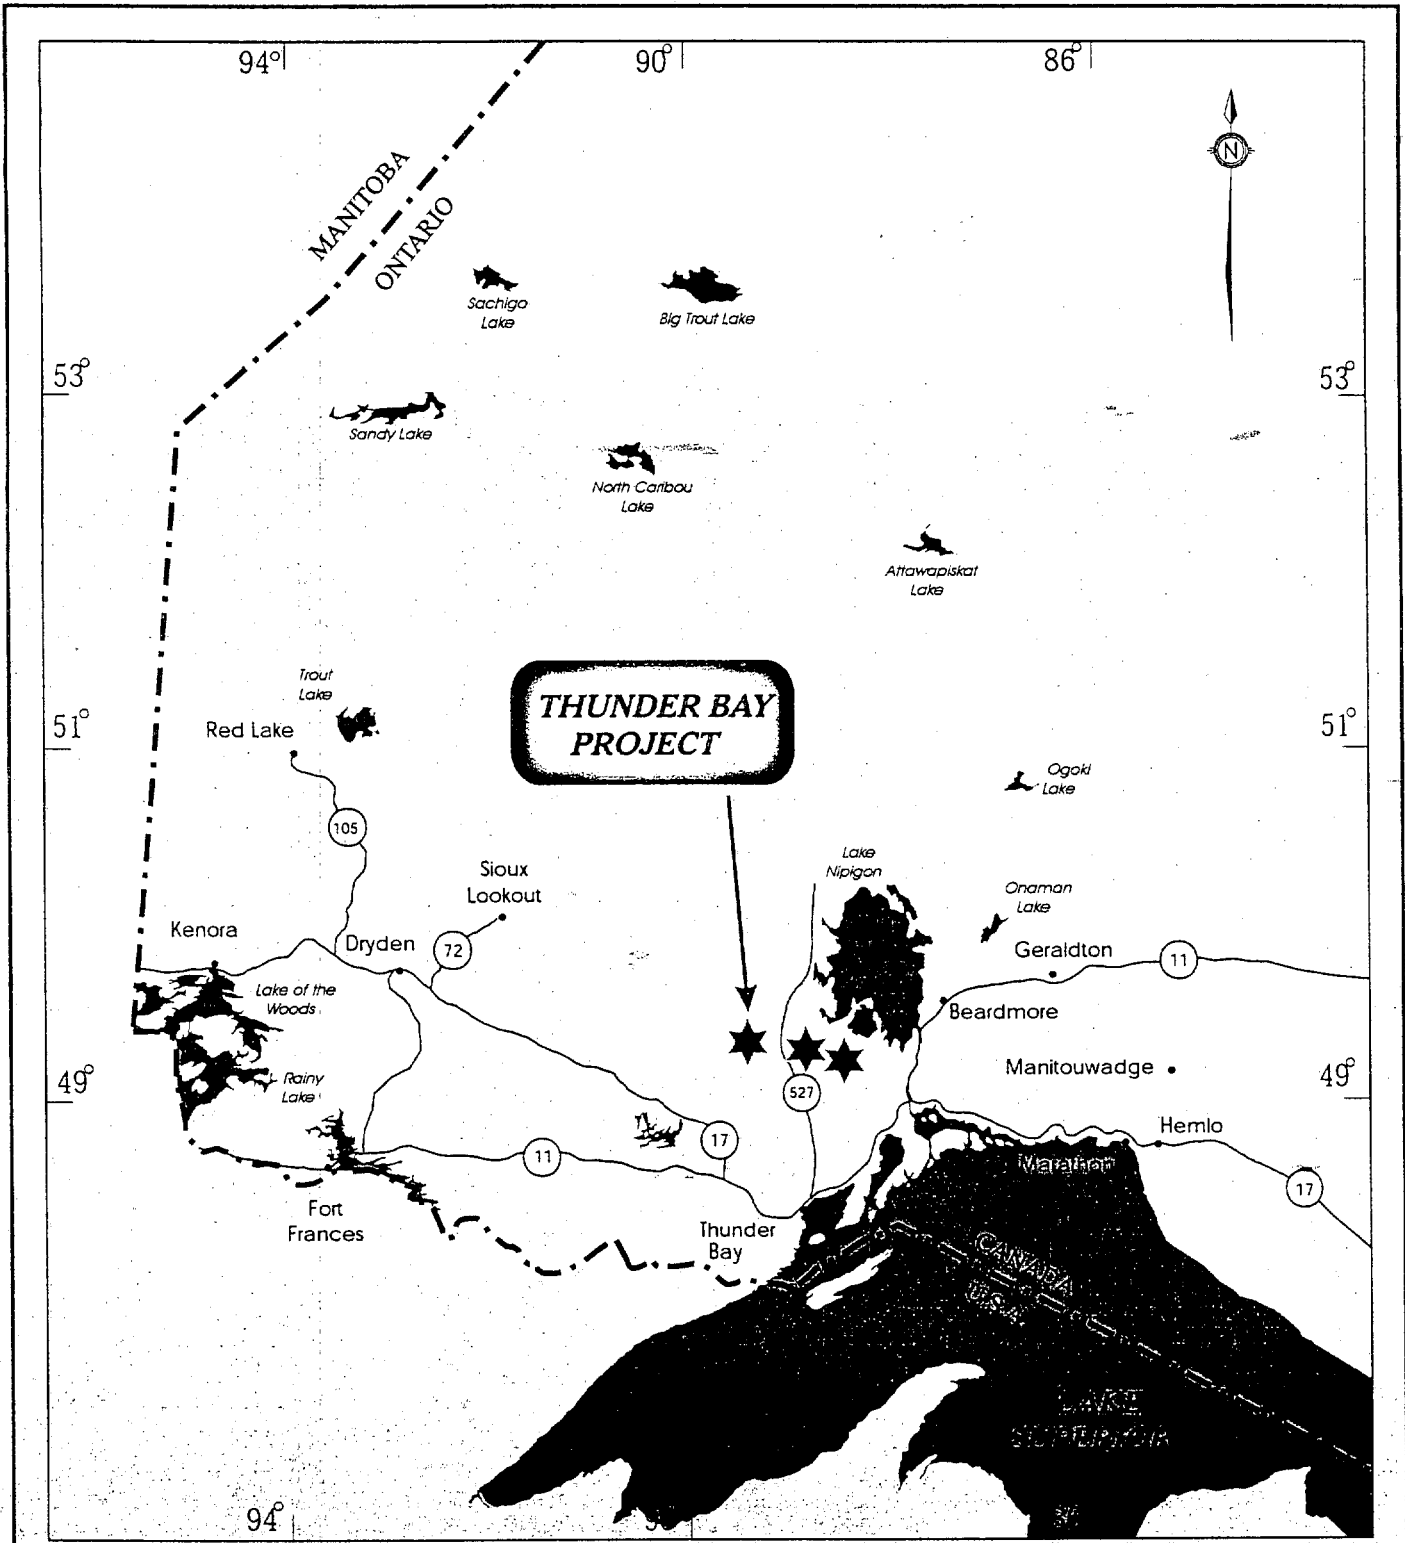 94° 90° 86°
N
MANITOBA
ONTARIO
Sachigo
Lake
Big Trout Lake
53° 53°
Sandy Lake
North Caribou
Lake
Attawapiskat
Lake
THUNDER BAY
PROJECT
Trout
Lake
Red Lake
51° 51°
Ogoki
Lake
105
Sioux
Lookout
Lake
Nipigon
Onaman
Lake
Kenora
Dryden
72
Geraldton
11
Lake of the
Woods
Beardmore
Manitouwadge
49° 49°
Rainy
Lake
527
Hemlo
17
11
Marathon
17
Fort
Frances
Thunder
Bay
CANADA
U.S.A.
LAKE
SUPERIOR
94°